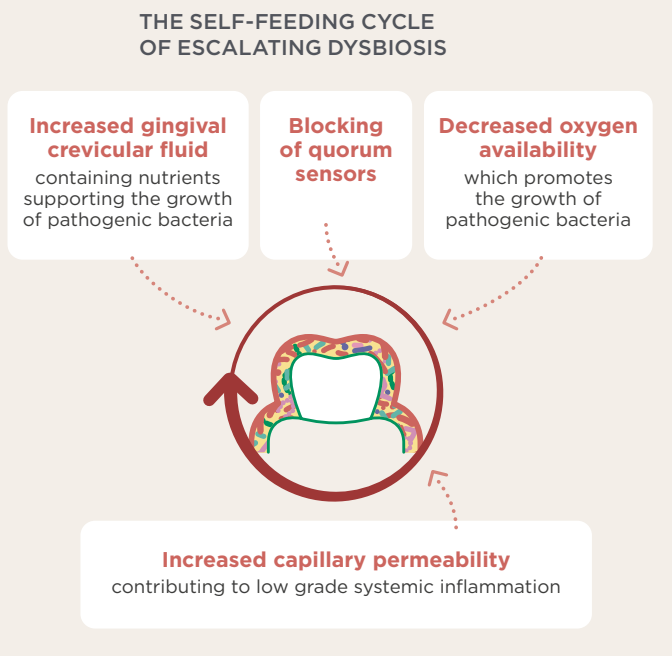 THE SELF-FEEDING CYCLE
OF ESCALATING DYSBIOSIS
Increased gingival
crevicular fluid
containing nutrients
supporting the growth
of pathogenic bacteria
Blocking
of quorum
sensors
Decreased oxygen
availability
which promotes
the growth of
pathogenic bacteria
Increased capillary permeability
contributing to low grade systemic inflammation